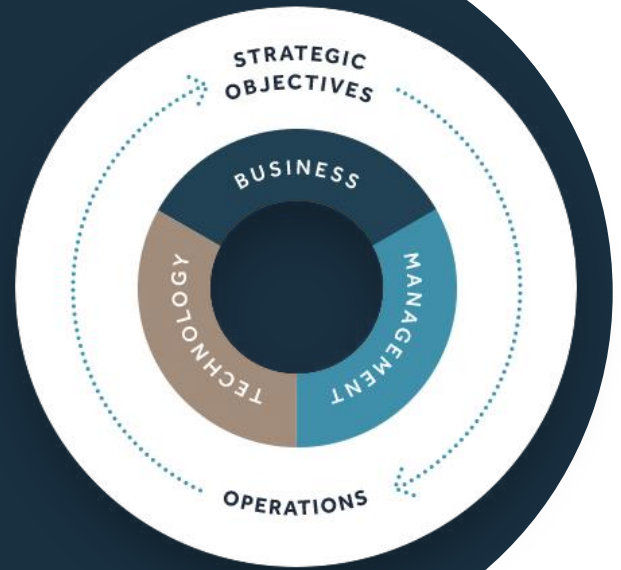 STRATEGIC
OBJECTIVES
BUSINESS
MANAGEMENT
TECHNOLOGY
OPERATIONS